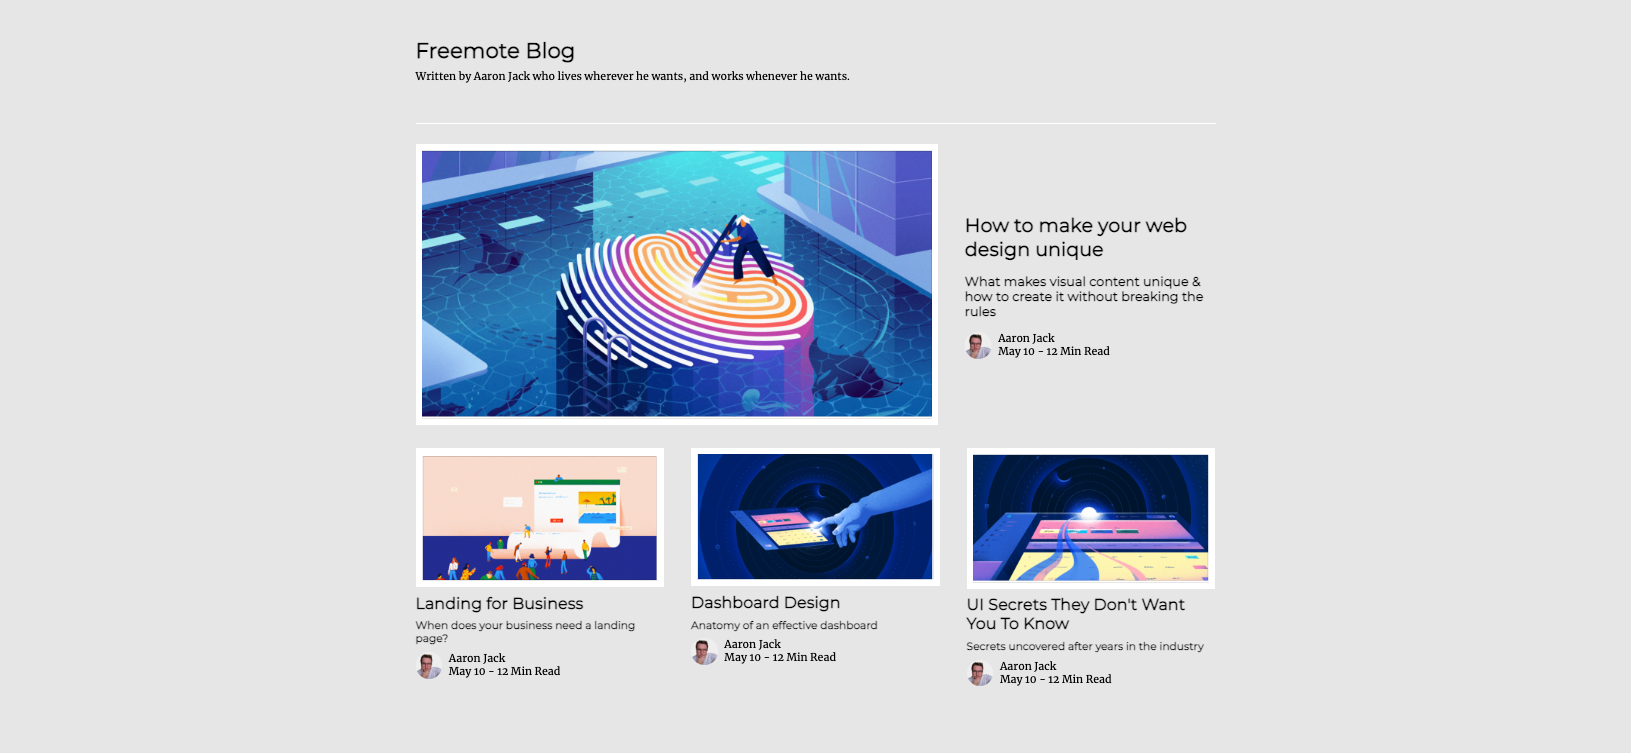 Freemote Blog
Written by Aaron Jack who lives wherever he wants, and works whenever he wants.
How to make your web
design unique
What makes visual content unique &
how to create it without breaking the
rules
Aaron Jack
May 10 - 12 Min Read
Landing for Business
When does your business need a landing
page?
Aaron Jack
May 10 - 12 Min Read
Dashboard Design
Anatomy of an effective dashboard
Aaron Jack
May 10 - 12 Min Read
UI Secrets They Don't Want
You To Know
Secrets uncovered after years in the industry
Aaron Jack
May 10 - 12 Min Read